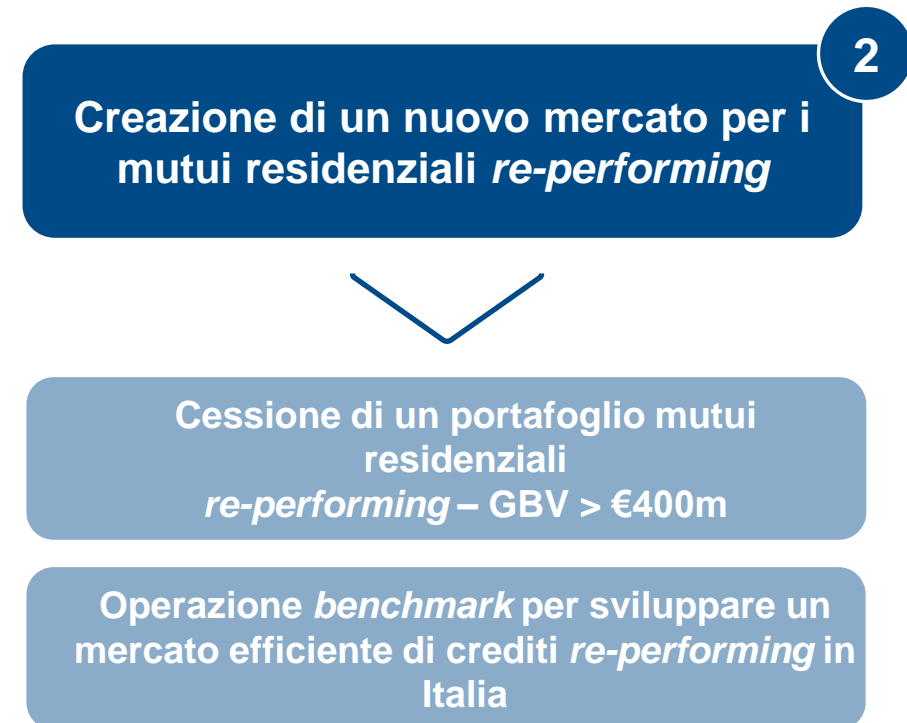 2
Creazione di un nuovo mercato per i
mutui residenziali re-performing
Cessione di un portafoglio mutui
residenziali
re-performing – GBV > €400m
Operazione benchmark per sviluppare un
mercato efficiente di crediti re-performing in
Italia